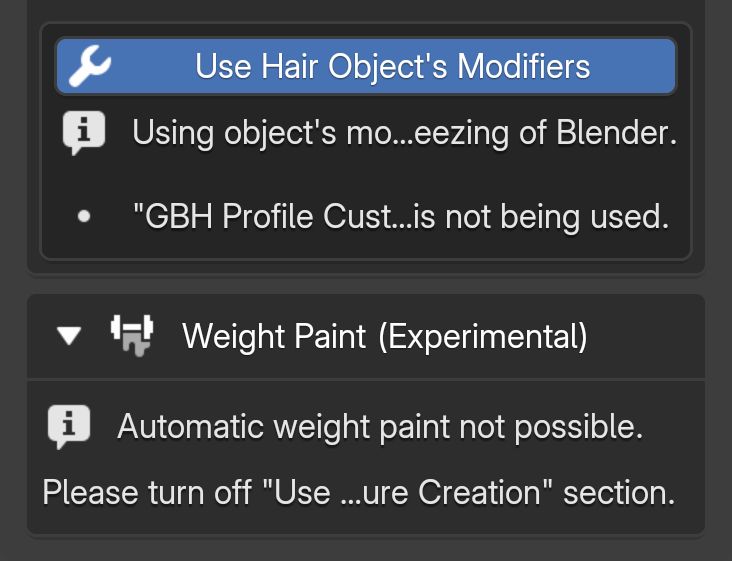 Use Hair Object's Modifiers
Using object's mo...eezing of Blender.
"GBH Profile Cust...is not being used.
Weight Paint (Experimental)
Automatic weight paint not possible.
Please turn off "Use ...ure Creation" section.